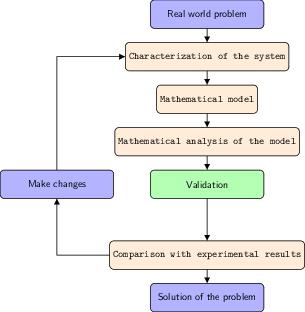 Real world problem
Characterization of the system
Mathematical model
Mathematical analysis of the model
Make changes
Validation
Comparison with experimental results
Solution of the problem